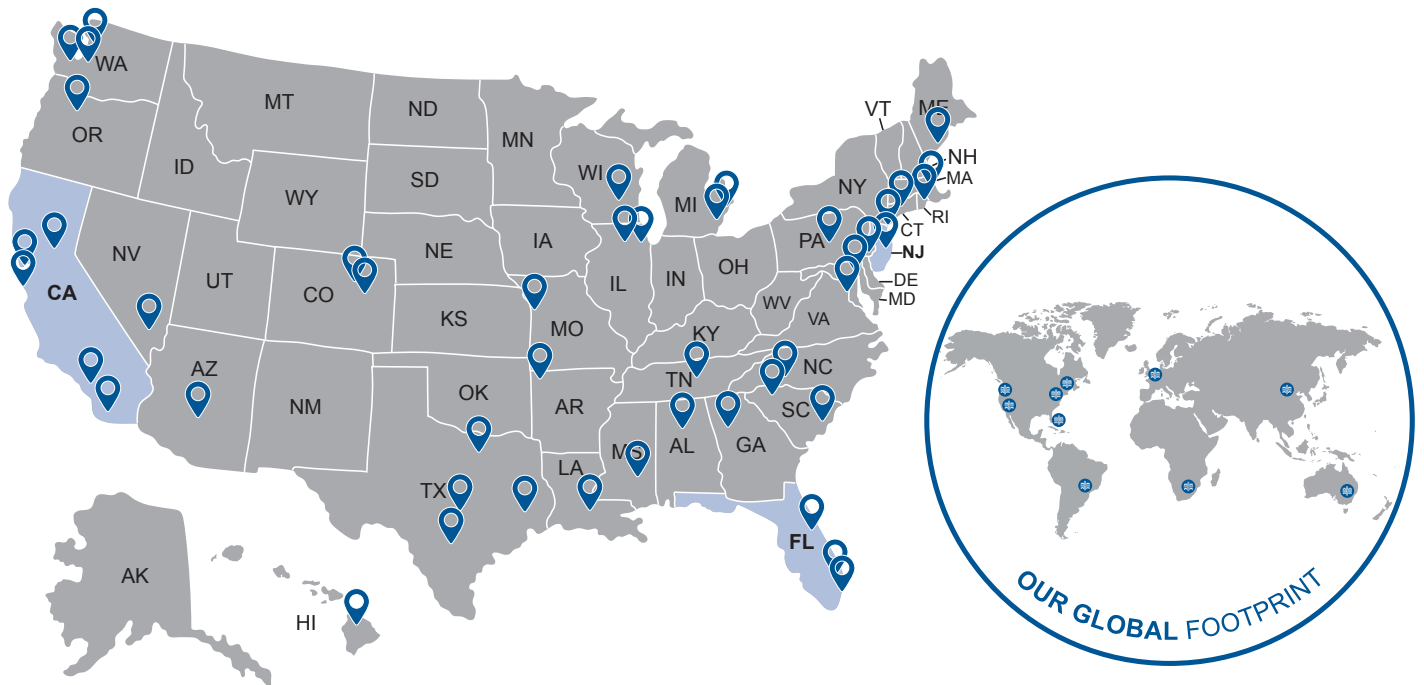 WA
MT
ND
MN
VT
ME
OR
ID
WY
SD
WI
MI
NY
NH
MA
RI
CT
NV
UT
CO
NE
IA
IL
IN
OH
PA
NJ
DE
MD
CA
KS
MO
KY
WV
VA
AZ
NM
OK
AR
TN
NC
SC
TX
LA
MS
AL
GA
FL
AK
HI
OUR GLOBAL FOOTPRINT